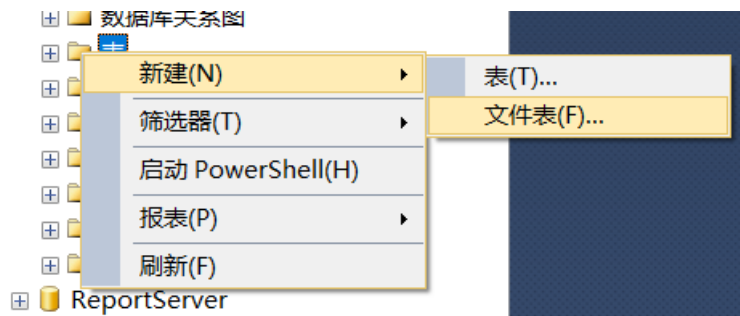 数据库关系图
表
新建(N)
表(T)...
筛选器(T)
文件表(F)...
启动 PowerShell(H)
报表(P)
刷新(F)
ReportServer